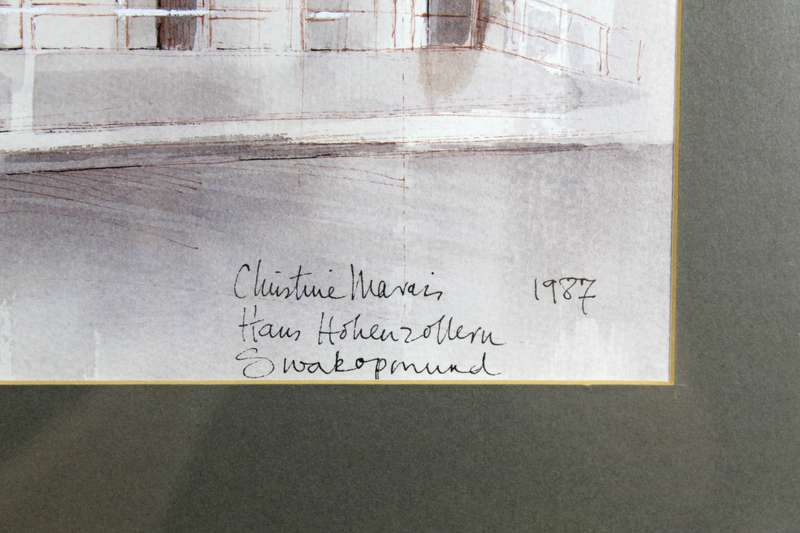 Christine Marais 1987
Haus Hohenzollern
Swakopmund